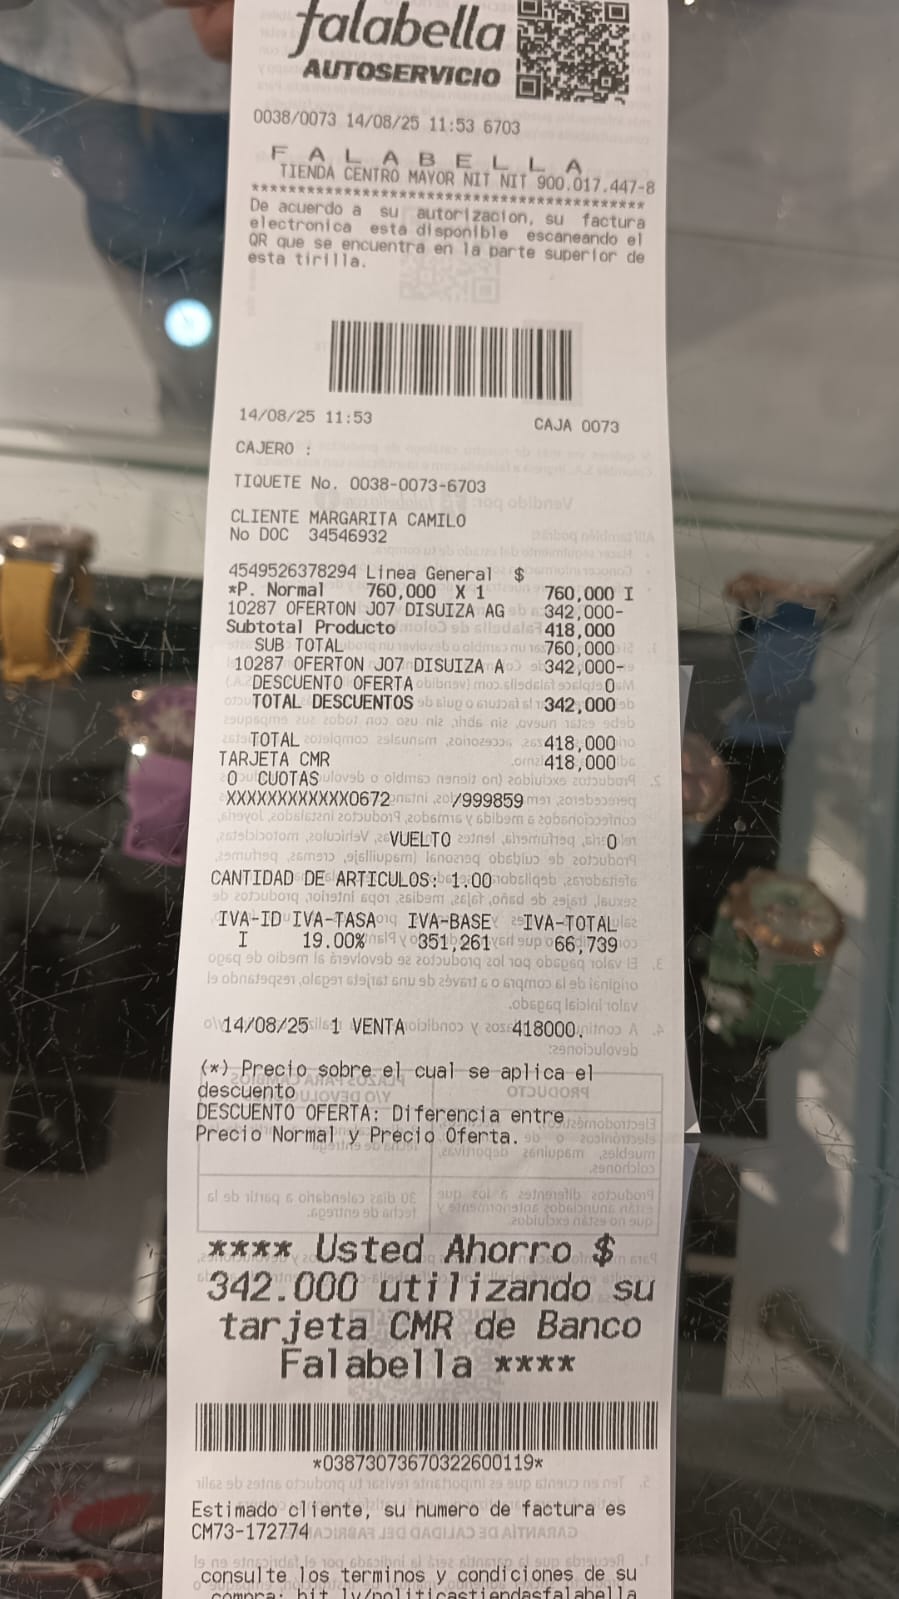 falabella
AUTOSERVICIO
0038/0073 14/08/25 11:53 6703
F A L A B E L L A
TIENDA CENTRO MAYOR NIT NIT 900.017.447-8
*******************************************
De acuerdo a su autorizacion, su factura
electronica esta disponible escaneando el
QR que se encuentra en la parte superior de
esta tirilla.
14/08/25 11:53 CAJA 0073
CAJERO :
TIQUETE No. 0038-0073-6703
CLIENTE MARGARITA CAMILO
No DOC 34546932
4549526378294 Linea General $
*P. Normal 760,000 X 1 760,000 I
10287 OFERTON J07 DISUIZA AG 342,000-
Subtotal Producto 418,000
SUB TOTAL 760,000
10287 OFERTON J07 DISUIZA A 342,000-
DESCUENTO OFERTA 0
TOTAL DESCUENTOS 342,000
TOTAL 418,000
TARJETA CMR 418,000
0 CUOTAS
XXXXXXXXXXXX0672 /999859
VUELTO 0
CANTIDAD DE ARTICULOS: 1.00
IVA-ID IVA-TASA IVA-BASE IVA-TOTAL
I 19.00% 351,261 66,739
14/08/25 1 VENTA 418000.
(*) Precio sobre el cual se aplica el
descuento
DESCUENTO OFERTA: Diferencia entre
Precio Normal y Precio Oferta.
**** Usted Ahorro $
342.000 utilizando su
tarjeta CMR de Banco
Falabella ****
*03873073670322600119*
Estimado cliente, su numero de factura es
CM73-172774
consulte los terminos y condiciones de su
compra: bit.ly/politicastiendasfalabella